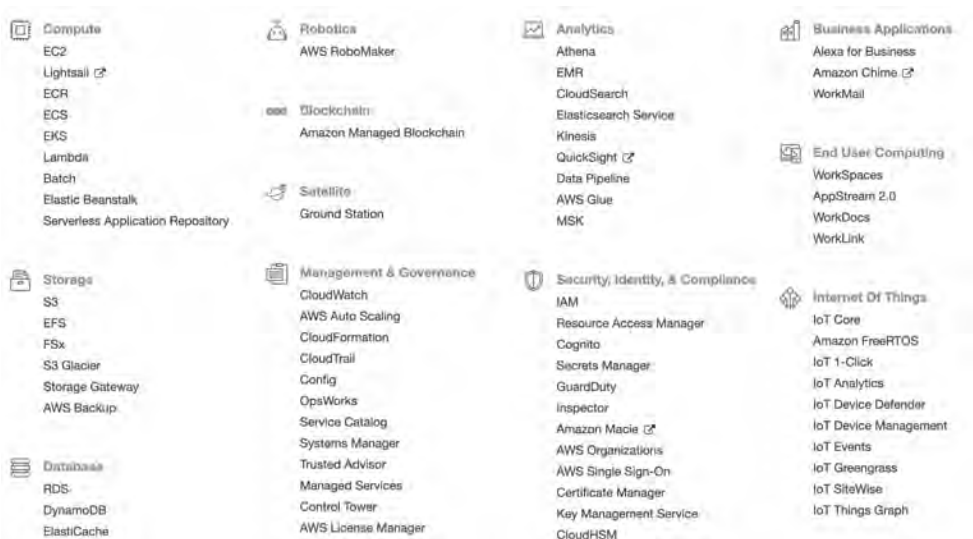 Compute
EC2
Lightsail
ECR
ECS
EKS
Lambda
Batch
Elastic Beanstalk
Serverless Application Repository
Storage
S3
EFS
FSx
S3 Glacier
Storage Gateway
AWS Backup
Database
RDS
DynamoDB
ElastiCache
Robotics
AWS RoboMaker
Blockchain
Amazon Managed Blockchain
Satellite
Ground Station
Management & Governance
CloudWatch
AWS Auto Scaling
CloudFormation
CloudTrail
Config
OpsWorks
Service Catalog
Systems Manager
Trusted Advisor
Managed Services
Control Tower
AWS License Manager
Analytics
Athena
EMR
CloudSearch
Elasticsearch Service
Kinesis
QuickSight
Data Pipeline
AWS Glue
MSK
Security, Identity, & Compliance
IAM
Resource Access Manager
Cognito
Secrets Manager
GuardDuty
Inspector
Amazon Macie
AWS Organizations
AWS Single Sign-On
Certificate Manager
Key Management Service
CloudHSM
Business Applications
Alexa for Business
Amazon Chime
WorkMail
End User Computing
WorkSpaces
AppStream 2.0
WorkDocs
WorkLink
Internet Of Things
IoT Core
Amazon FreeRTOS
IoT 1-Click
IoT Analytics
IoT Device Defender
IoT Device Management
IoT Events
IoT Greengrass
IoT SiteWise
IoT Things Graph